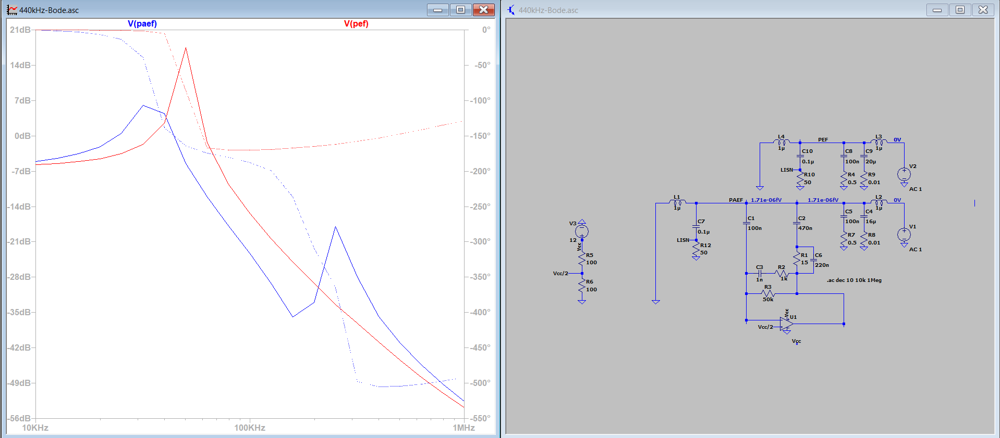 440kHz-Bode.asc
V(paef)
V(pef)
21dB
14dB
7dB
0dB
-7dB
-14dB
-21dB
-28dB
-35dB
-42dB
-49dB
-56dB
0°
-50°
-100°
-150°
-200°
-250°
-300°
-350°
-400°
-450°
-500°
-550°
10KHz
100KHz
1MHz
440kHz-Bode.asc
L4
1µ
PEF
L3
1µ
0V
C10
0.1µ
C8
100n
C9
20µ
LISN
R10
50
R4
0.5
R9
0.01
V2
AC 1
L1
1µ
PAEF
1.71e-06fV
1.71e-06fV
L2
1µ
0V
C7
0.1µ
C1
100n
C2
470n
C5
100n
C4
16µ
LISN
R12
50
R7
0.5
R8
0.01
V1
AC 1
V3
12
Vcc
R5
100
Vcc/2
R6
100
R1
15
C6
220n
C3
1n
R2
1k
R3
50k
.ac dec 10 10k 1Meg
Vcc
U1
Vcc/2
Vcc